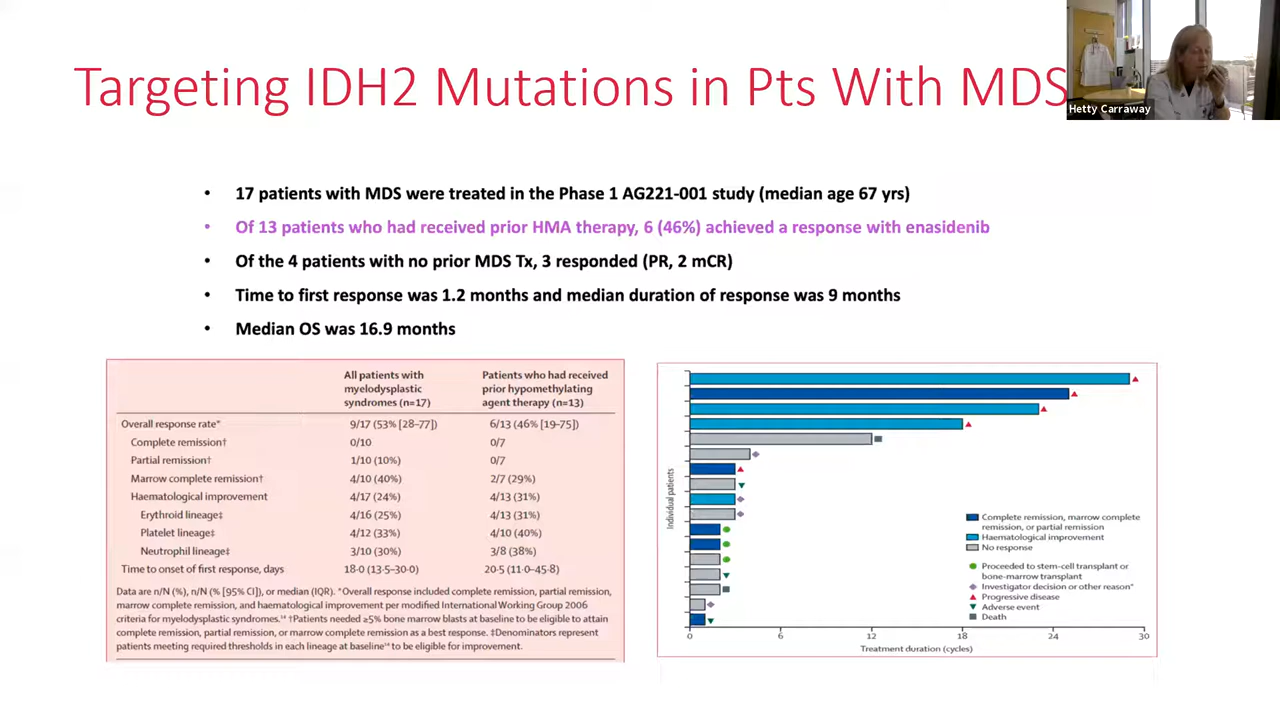 Targeting IDH2 Mutations in Pts With MDS
Hetty Carraway
• 17 patients with MDS were treated in the Phase 1 AG221-001 study (median age 67 yrs)
• Of 13 patients who had received prior HMA therapy, 6 (46%) achieved a response with enasidenib
• Of the 4 patients with no prior MDS Tx, 3 responded (PR, 2 mCR)
• Time to first response was 1.2 months and median duration of response was 9 months
• Median OS was 16.9 months
All patients with myelodysplastic syndromes (n=17) Patients who had received prior hypomethylating agent therapy (n=13)
Overall response rate* 9/17 (53% [28–77]) 6/13 (46% [19–75])
Complete remission† 0/10 0/7
Partial remission† 1/10 (10%) 0/7
Marrow complete remission† 4/10 (40%) 2/7 (29%)
Haematological improvement 4/17 (24%) 4/13 (31%)
Erythroid lineage‡ 4/16 (25%) 4/13 (31%)
Platelet lineage‡ 4/12 (33%) 4/10 (40%)
Neutrophil lineage‡ 3/10 (30%) 3/8 (38%)
Time to onset of first response, days 18·0 (13·5–30·0) 20·5 (11·0–45·8)
Data are n/N (%), n/N (% [95% CI]), or median (IQR). *Overall response included complete remission, partial remission,
marrow complete remission, and haematological improvement per modified International Working Group 2006
criteria for myelodysplastic syndromes.¹⁴ †Patients needed ≥5% bone marrow blasts at baseline to be eligible to attain
complete remission, partial remission, or marrow complete remission as a best response. ‡Denominators represent
patients meeting required thresholds in each lineage at baseline¹⁴ to be eligible for improvement.
Individual patients
Complete remission, marrow complete
remission, or partial remission
Haematological improvement
No response
Proceeded to stem-cell transplant or
bone-marrow transplant
Investigator decision or other reason*
Progressive disease
Adverse event
Death
0 6 12 18 24 30
Treatment duration (cycles)